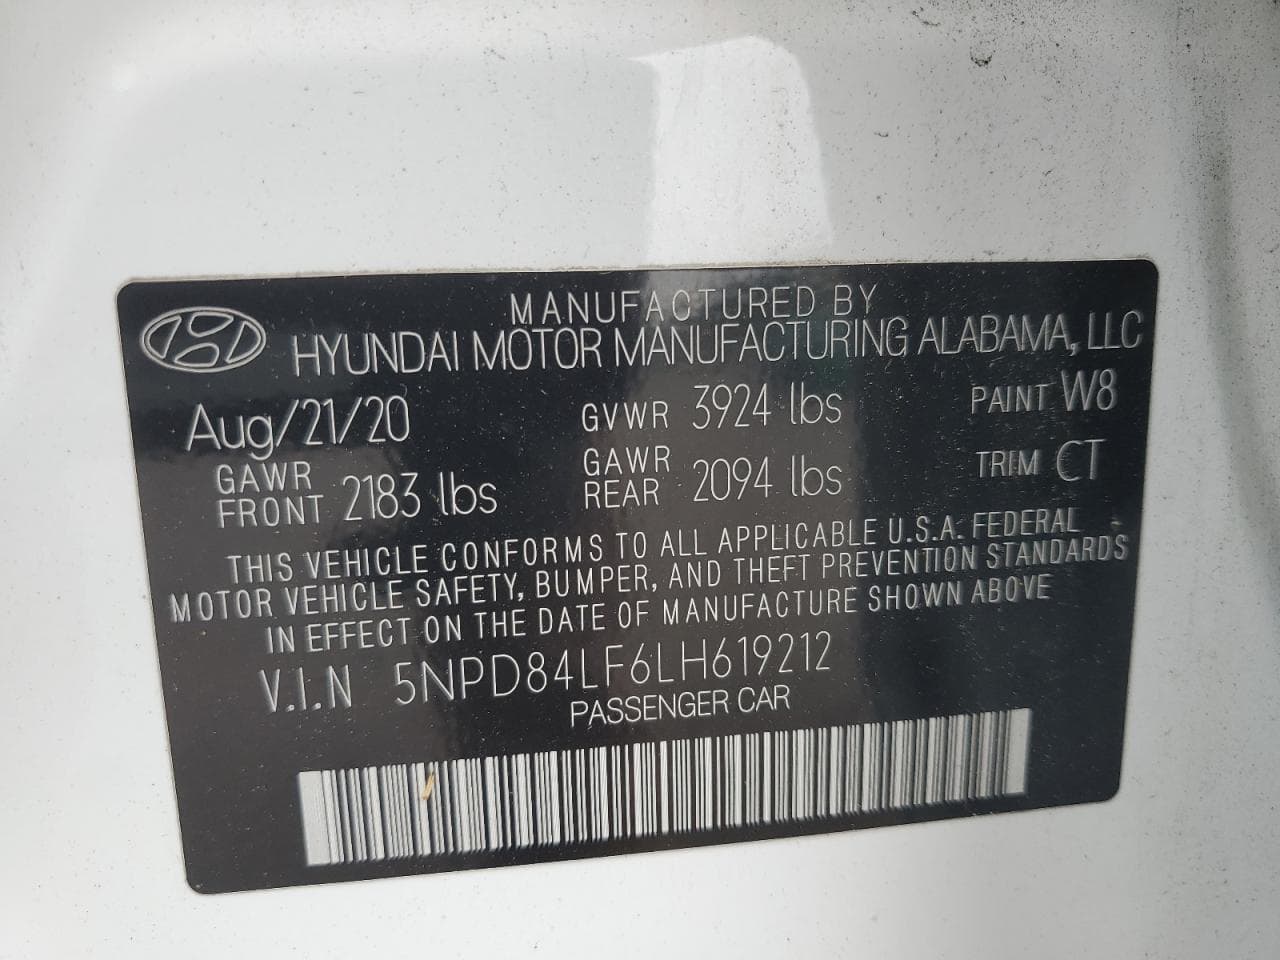 MANUFACTURED BY
HYUNDAI MOTOR MANUFACTURING ALABAMA, LLC
Aug/21/20 GVWR 3924 lbs PAINT W8
GAWR FRONT 2183 lbs GAWR REAR 2094 lbs TRIM CT
THIS VEHICLE CONFORMS TO ALL APPLICABLE U.S.A. FEDERAL
MOTOR VEHICLE SAFETY, BUMPER, AND THEFT PREVENTION STANDARDS
IN EFFECT ON THE DATE OF MANUFACTURE SHOWN ABOVE
V.I.N 5NPD84LF6LH619212
PASSENGER CAR